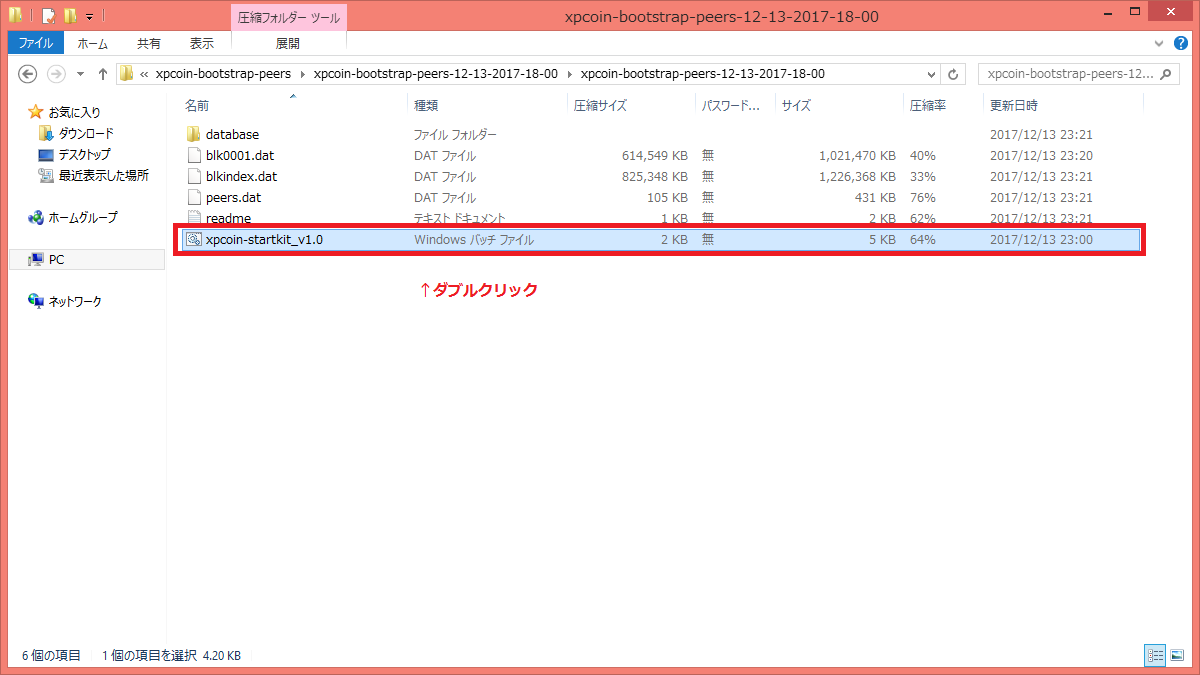 圧縮フォルダー ツール
xpcoin-bootstrap-peers-12-13-2017-18-00
ファイル ホーム 共有 表示 展開
« xpcoin-bootstrap-peers › xpcoin-bootstrap-peers-12-13-2017-18-00 › xpcoin-bootstrap-peers-12-13-2017-18-00 xpcoin-bootstrap-peers-12...
名前 種類 圧縮サイズ パスワード... サイズ 圧縮率 更新日時
お気に入り
ダウンロード
デスクトップ
最近表示した場所
ホームグループ
PC
ネットワーク
database ファイル フォルダー 2017/12/13 23:21
blk0001.dat DAT ファイル 614,549 KB 無 1,021,470 KB 40% 2017/12/13 23:20
blkindex.dat DAT ファイル 825,348 KB 無 1,226,368 KB 33% 2017/12/13 23:21
peers.dat DAT ファイル 105 KB 無 431 KB 76% 2017/12/13 23:21
readme テキスト ドキュメント 1 KB 無 2 KB 62% 2017/12/13 23:21
xpcoin-startkit_v1.0 Windows バッチ ファイル 2 KB 無 5 KB 64% 2017/12/13 23:00
↑ダブルクリック
6 個の項目 1 個の項目を選択 4.20 KB